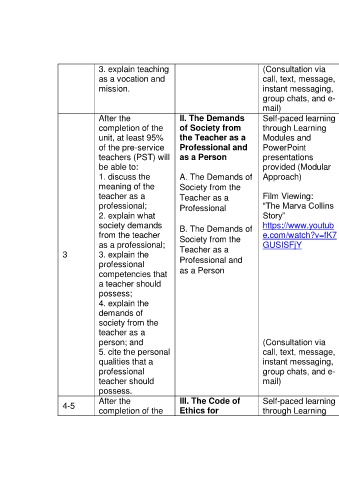 3. explain teaching
as a vocation and
mission.
(Consultation via
call, text, message,
instant messaging,
group chats, and e-
mail)
3
After the
completion of the
unit, at least 95%
of the pre-service
teachers (PST) will
be able to:
1. discuss the
meaning of the
teacher as a
professional;
2. explain what
society demands
from the teacher
as a professional;
3. explain the
professional
competencies that
a teacher should
possess;
4. explain the
demands of
society from the
teacher as a
person; and
5. cite the personal
qualities that a
professional
teacher should
possess.
II. The Demands
of Society from
the Teacher as a
Professional and
as a Person
A. The Demands of
Society from the
Teacher as a
Professional
B. The Demands of
Society from the
Teacher as a
Professional and
as a Person
Self-paced learning
through Learning
Modules and
PowerPoint
presentations
provided (Modular
Approach)
Film Viewing:
“The Marva Collins
Story”
https://www.youtub
e.com/watch?v=fK7
GUSISFjY
(Consultation via
call, text, message,
instant messaging,
group chats, and e-
mail)
4-5
After the
completion of the
III. The Code of
Ethics for
Self-paced learning
through Learning